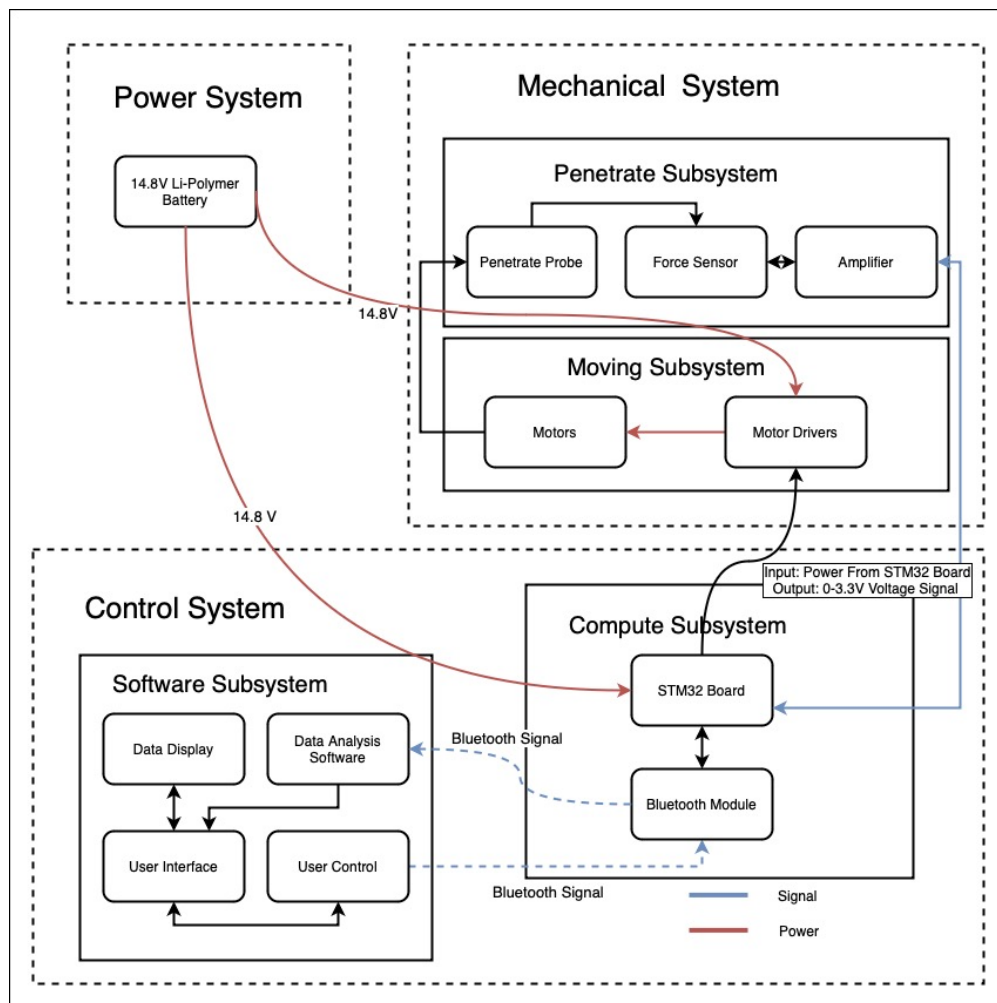 Power System
14.8V Li-Polymer
Battery
14.8V
14.8 V
Mechanical  System
Penetrate Subsystem
Penetrate Probe
Force Sensor
Amplifier
Moving Subsystem
Motors
Motor Drivers
Input: Power From STM32 Board
Output: 0-3.3V Voltage Signal
Control System
Software Subsystem
Data Display
Data Analysis
Software
User Interface
User Control
Bluetooth Signal
Bluetooth Signal
Compute Subsystem
STM32 Board
Bluetooth Module
Signal
Power